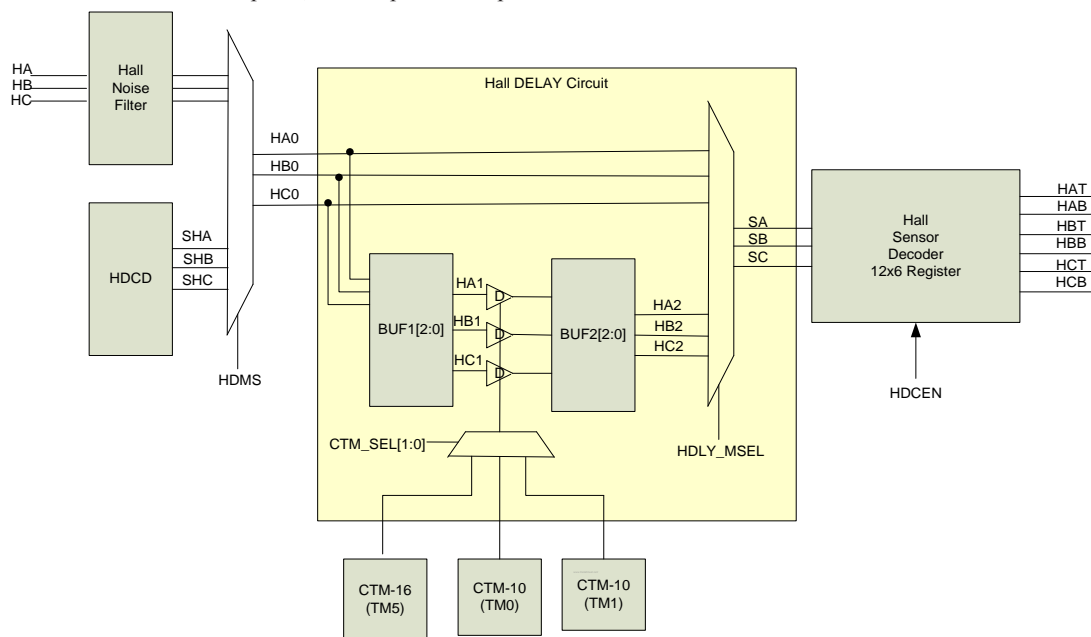 HA
HB
HC
Hall
Noise
Filter
Hall DELAY Circuit
HA0
HB0
HC0
HDCD
SHA
SHB
SHC
HDMS
BUF1[2:0]
HA1
HB1
HC1
D
D
D
BUF2[2:0]
HA2
HB2
HC2
CTM_SEL[1:0]
HDLY_MSEL
SA
SB
SC
Hall
Sensor
Decoder
12x6 Register
HAT
HAB
HBT
HBB
HCT
HCB
HDCEN
CTM-16
(TM5)
CTM-10
(TM0)
CTM-10
(TM1)